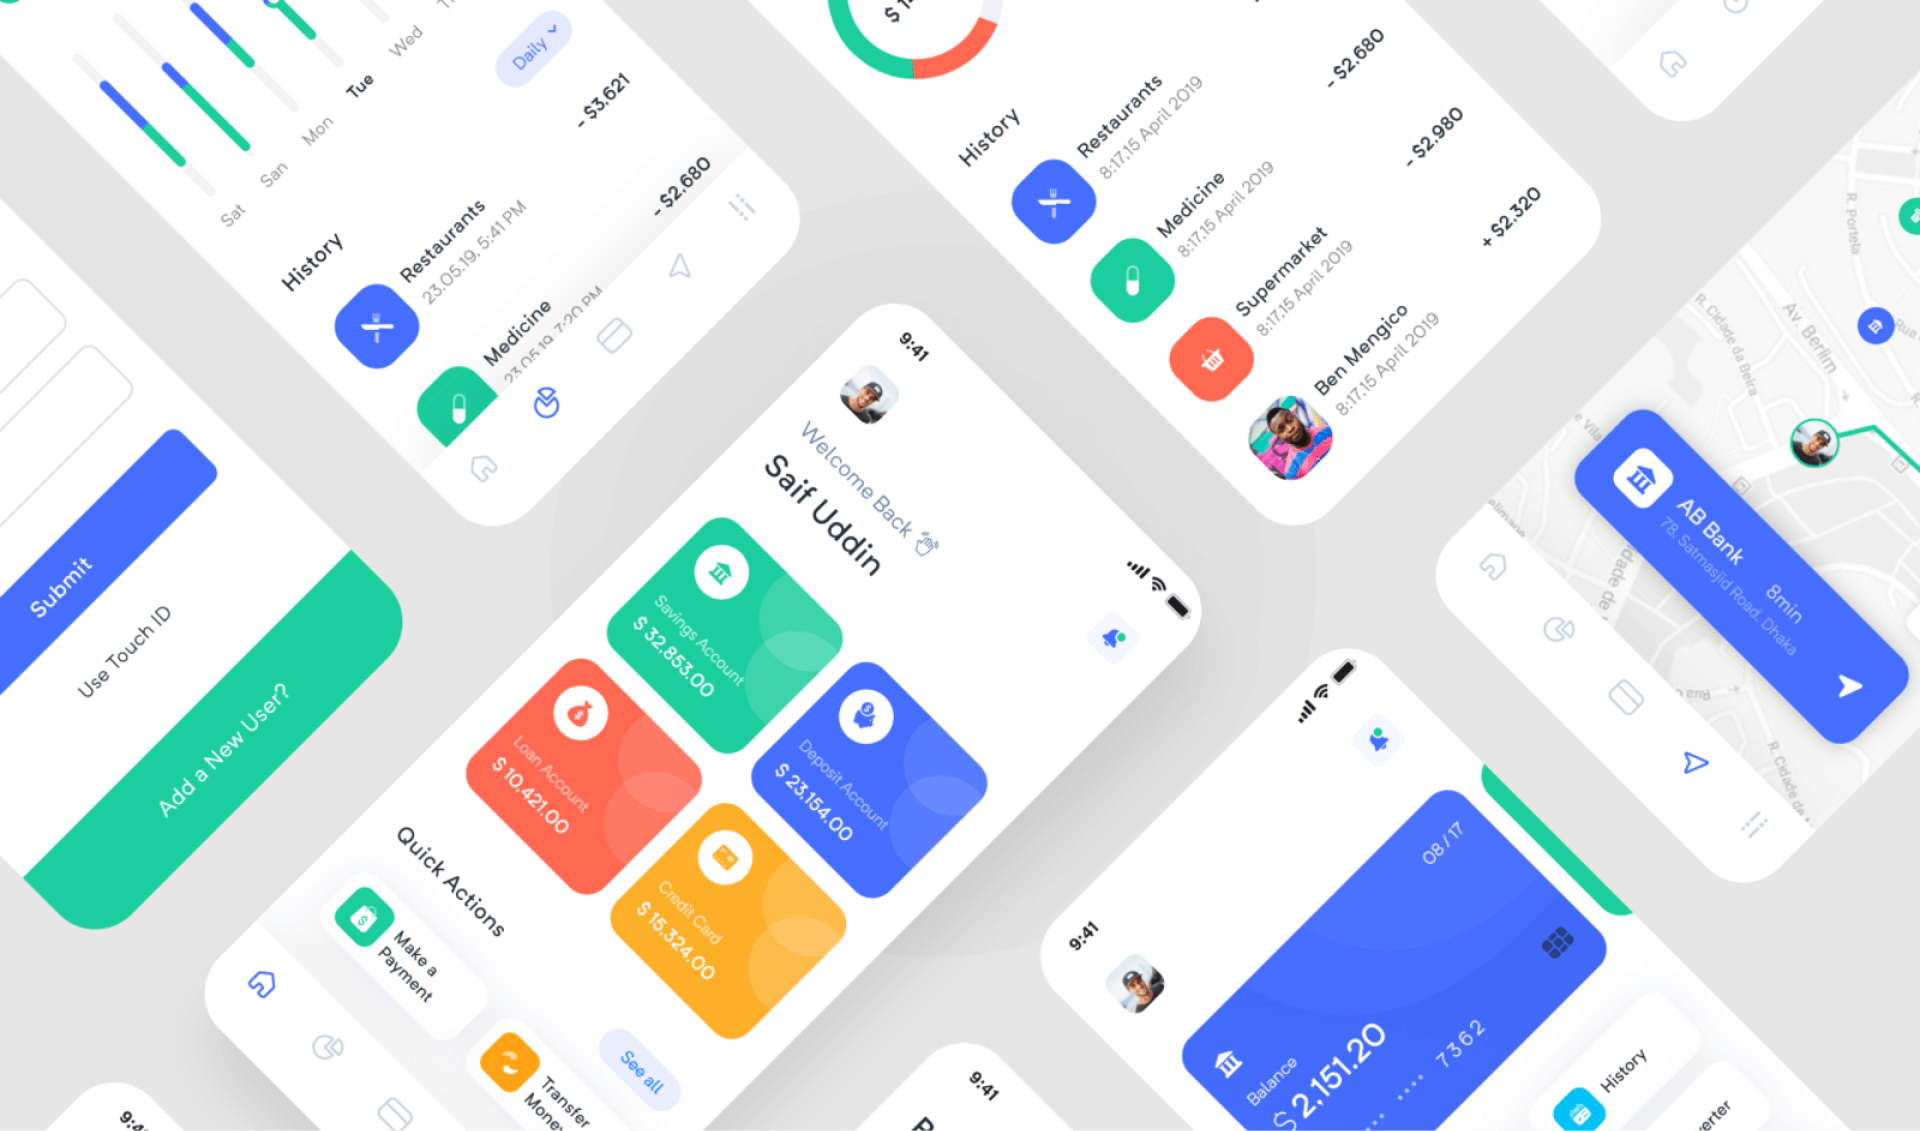 Sat
San
Mon
Tue
Wed
Daily
- $3,621
History
Restaurants
23.05.19, 5:41 PM
- $2,680
Medicine
23.05.19, 7:20 PM
Submit
Use Touch ID
Add a New User?
9:41
Welcome Back
Saif Uddin
Savings Account
$ 32,853.00
Loan Account
$ 10,421.00
Deposit Account
$ 23,154.00
Credit Card
$ 15,324.00
Quick Actions
Make a
Payment
Transfer
See all
History
Restaurants
8:17,15 April 2019
- $2,680
Medicine
8:17,15 April 2019
- $2,980
Supermarket
8:17,15 April 2019
+ $2,320
Ben Mengico
8:17,15 April 2019
R. Portela
Av. Berlim
R. Cidade da Beira
AB Bank
78, Satmasjid Road, Dhaka
8min
9:41
08 / 17
Balance
$ 2,151.20
•••• •••• 7362
History
9:41